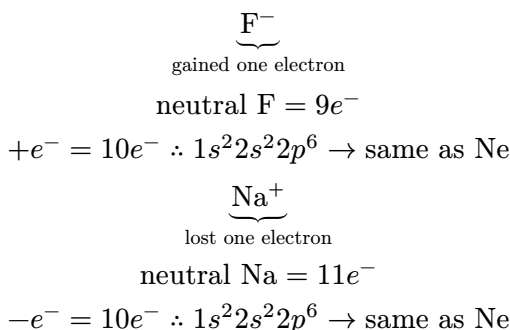 F⁻
gained one electron
neutral F = 9e⁻
+e⁻ = 10e⁻ ∴ 1s²2s²2p⁶ → same as Ne
Na⁺
lost one electron
neutral Na = 11e⁻
−e⁻ = 10e⁻ ∴ 1s²2s²2p⁶ → same as Ne